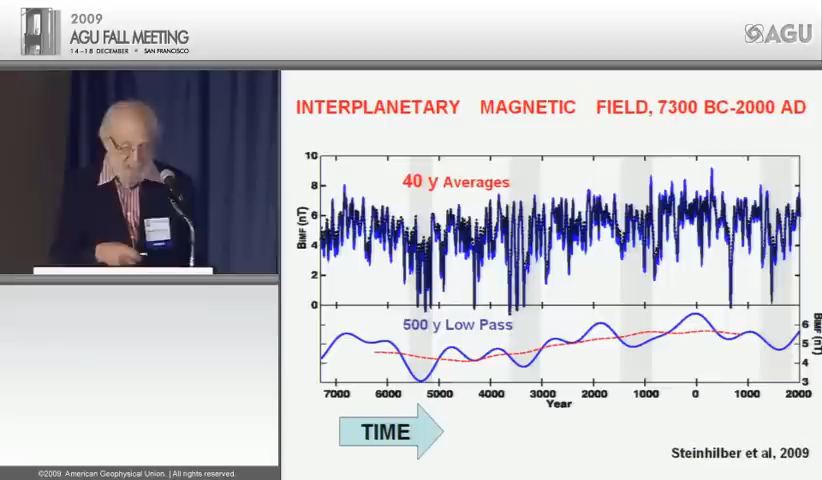 2009
AGU FALL MEETING
14 - 18 DECEMBER • SAN FRANCISCO
AGU
INTERPLANETARY MAGNETIC FIELD, 7300 BC-2000 AD
40 y Averages
10
8
6
4
2
0
BIMF (nT)
500 y Low Pass
6
5
4
3
BIMF (nT)
7000 6000 5000 4000 3000 2000 1000 0 1000 2000
Year
TIME
Steinhilber et al, 2009
©2009. American Geophysical Union. | All rights reserved.